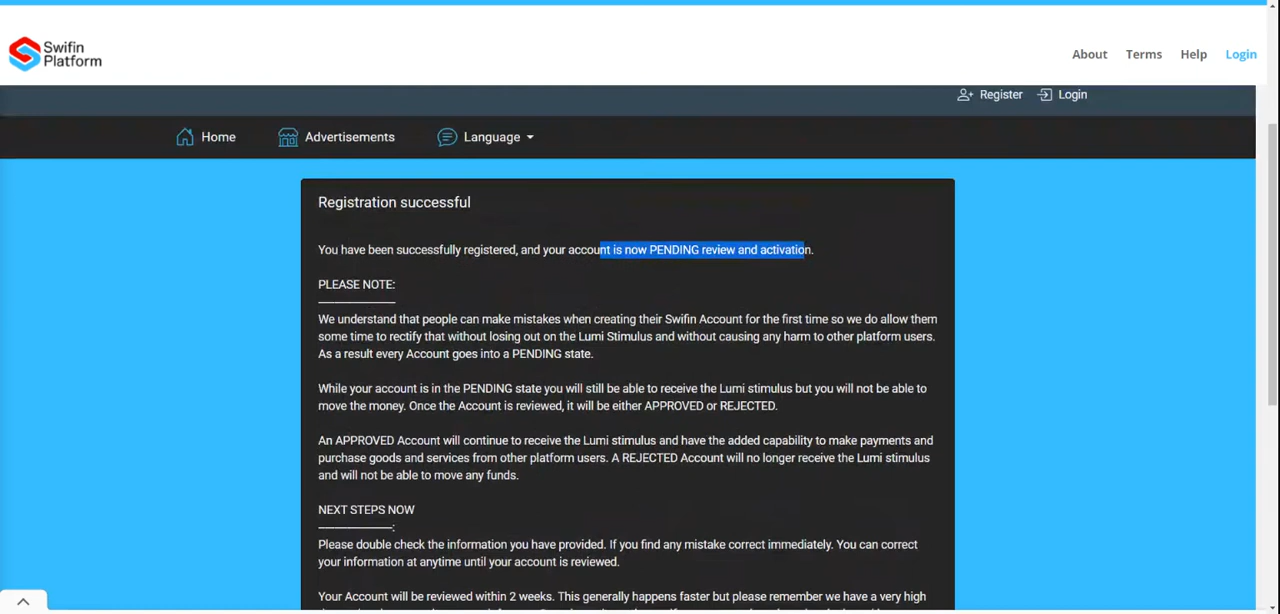 Swifin
Platform
About Terms Help Login
Register Login
Home Advertisements Language
Registration successful
You have been successfully registered, and your account is now PENDING review and activation.
PLEASE NOTE:
We understand that people can make mistakes when creating their Swifin Account for the first time so we do allow them
some time to rectify that without losing out on the Lumi Stimulus and without causing any harm to other platform users.
As a result every Account goes into a PENDING state.
While your account is in the PENDING state you will still be able to receive the Lumi stimulus but you will not be able to
move the money. Once the Account is reviewed, it will be either APPROVED or REJECTED.
An APPROVED Account will continue to receive the Lumi stimulus and have the added capability to make payments and
purchase goods and services from other platform users. A REJECTED Account will no longer receive the Lumi stimulus
and will not be able to move any funds.
NEXT STEPS NOW
------------------:
Please double check the information you have provided. If you find any mistake correct immediately. You can correct
your information at anytime until your account is reviewed.
Your Account will be reviewed within 2 weeks. This generally happens faster but please remember we have a very high